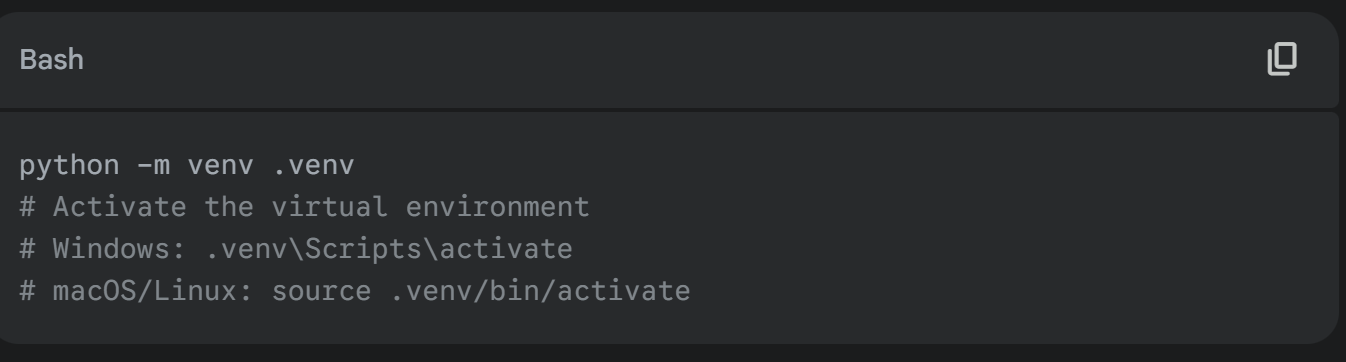 Bash
python -m venv .venv
# Activate the virtual environment
# Windows: .venv\Scripts\activate
# macOS/Linux: source .venv/bin/activate